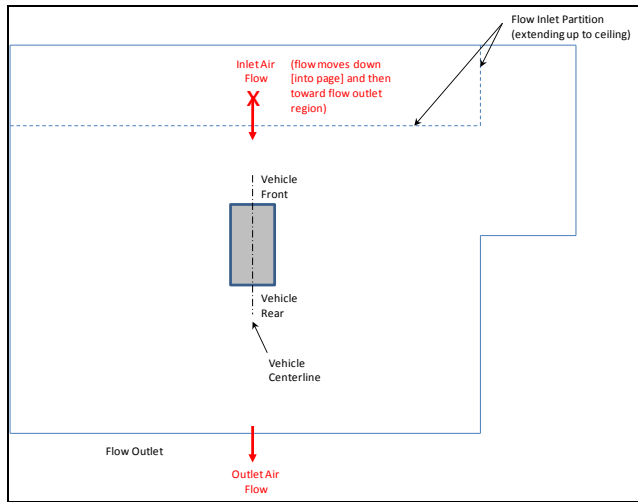 Flow Inlet Partition
(extending up to ceiling)
Inlet Air
Flow
X
(flow moves down
[into page] and then
toward flow outlet
region)
Vehicle
Front
Vehicle
Rear
Vehicle
Centerline
Flow Outlet
Outlet Air
Flow